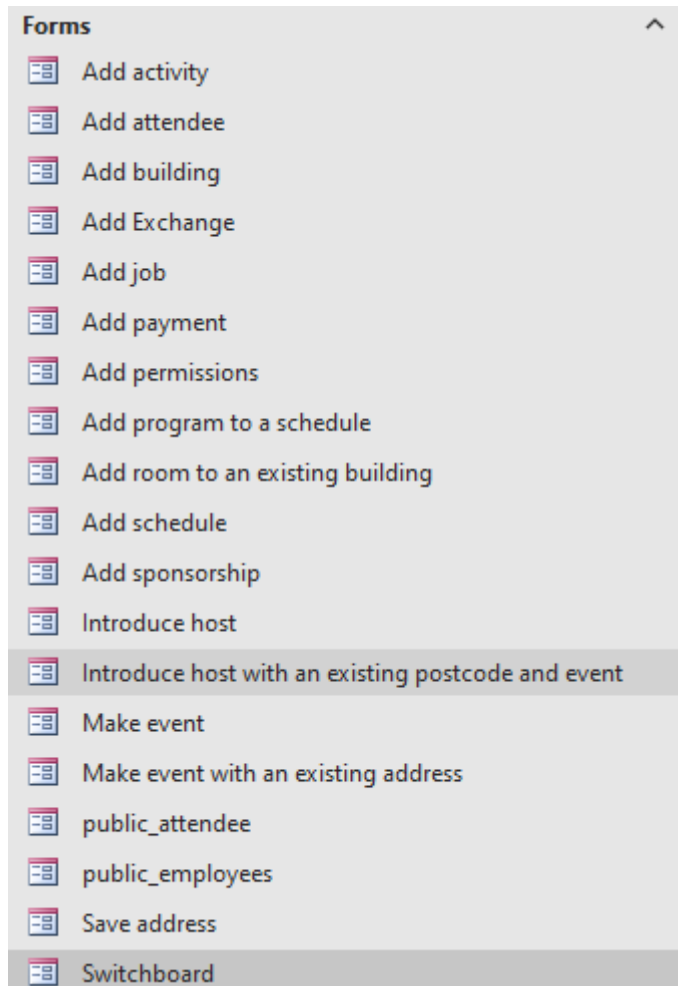 Forms
Add activity
Add attendee
Add building
Add Exchange
Add job
Add payment
Add permissions
Add program to a schedule
Add room to an existing building
Add schedule
Add sponsorship
Introduce host
Introduce host with an existing postcode and event
Make event
Make event with an existing address
public_attendee
public_employees
Save address
Switchboard